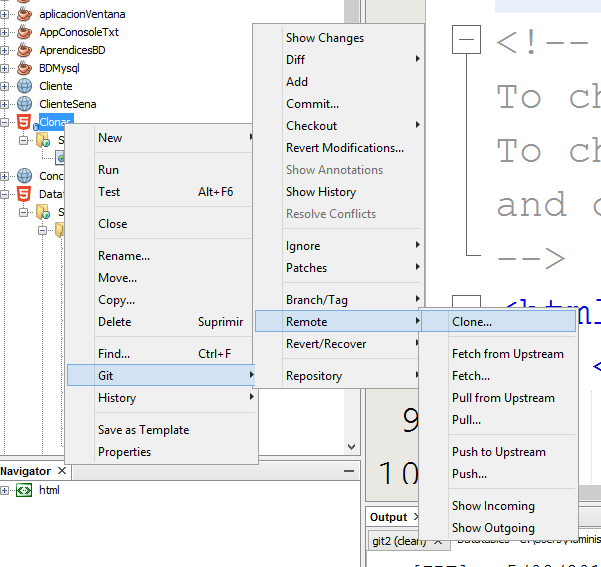 aplicacionVentana
AppConosoleTxt
AprendicesBD
BDMysql
Cliente
ClienteSena
Clonar
S
Conc
Datat
S
New
Run
Test Alt+F6
Close
Rename...
Move...
Copy...
Delete Suprimir
Find... Ctrl+F
Git
History
Save as Template
Properties
Show Changes
Diff
Add
Commit...
Checkout
Revert Modifications...
Show Annotations
Show History
Resolve Conflicts
Ignore
Patches
Branch/Tag
Remote
Revert/Recover
Repository
Clone...
Fetch from Upstream
Fetch...
Pull from Upstream
Pull...
Push to Upstream
Push...
Show Incoming
Show Outgoing
<!--
To ch
To ch
and o
-->
<html
<
9
10
Navigator
html
Output
git2 (clean)